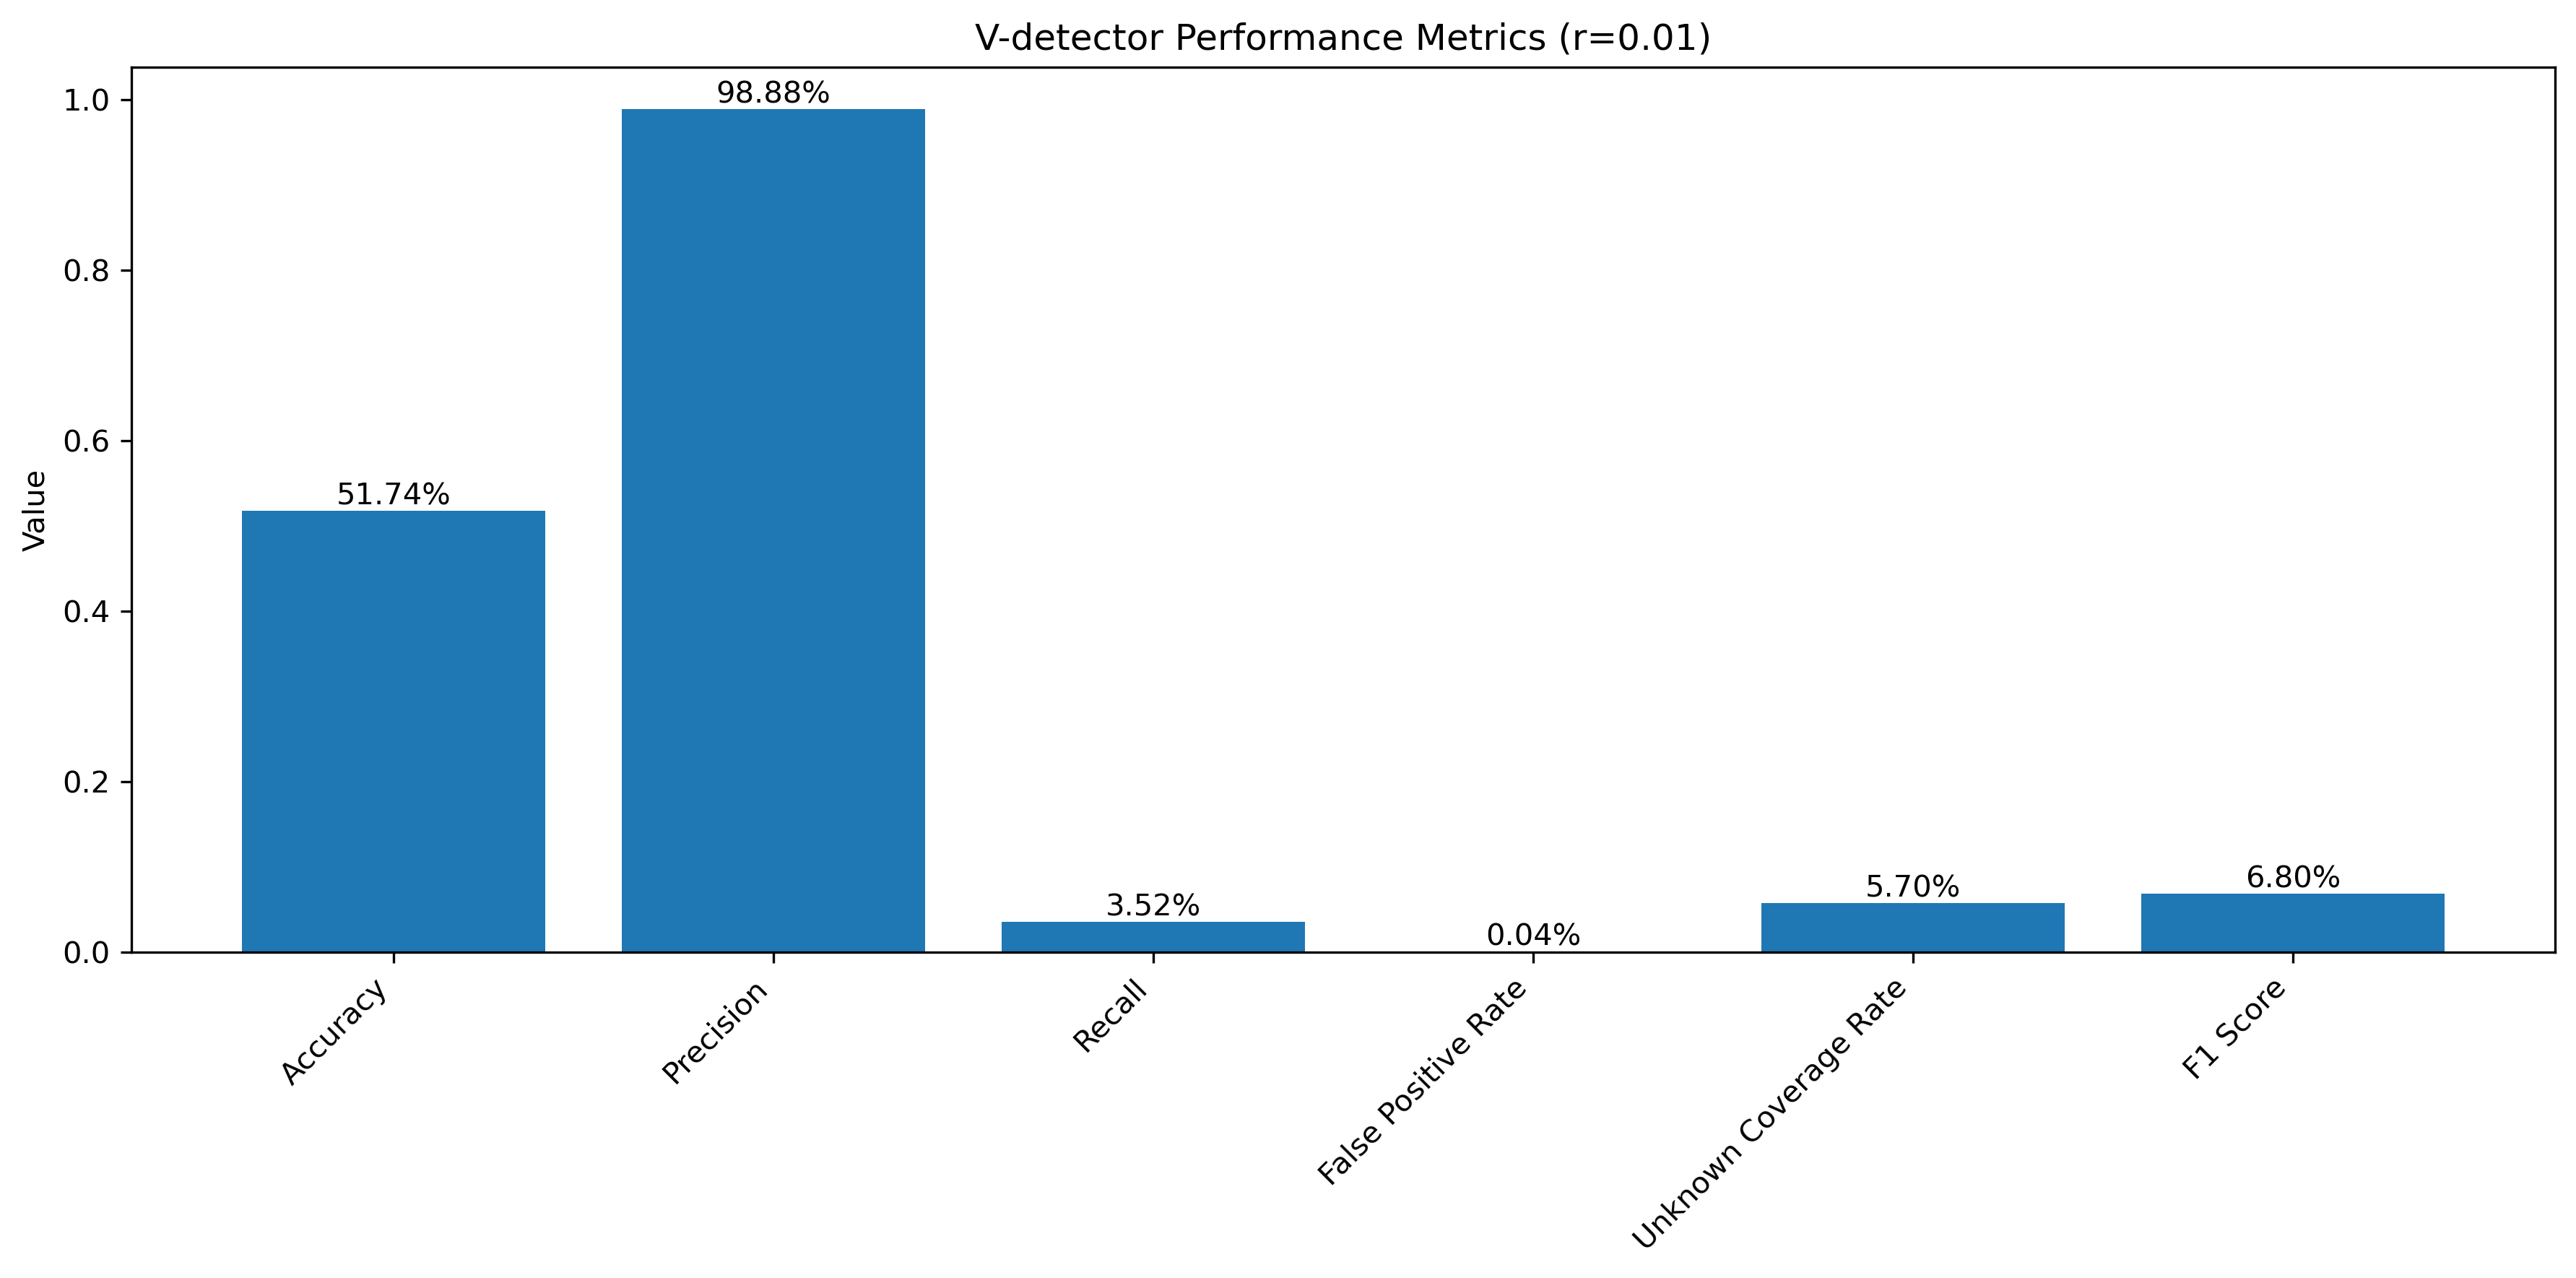 V-detector Performance Metrics (r=0.01)
Value
1.0
0.8
0.6
0.4
0.2
0.0
51.74%
98.88%
3.52%
0.04%
5.70%
6.80%
Accuracy
Precision
Recall
False Positive Rate
Unknown Coverage Rate
F1 Score